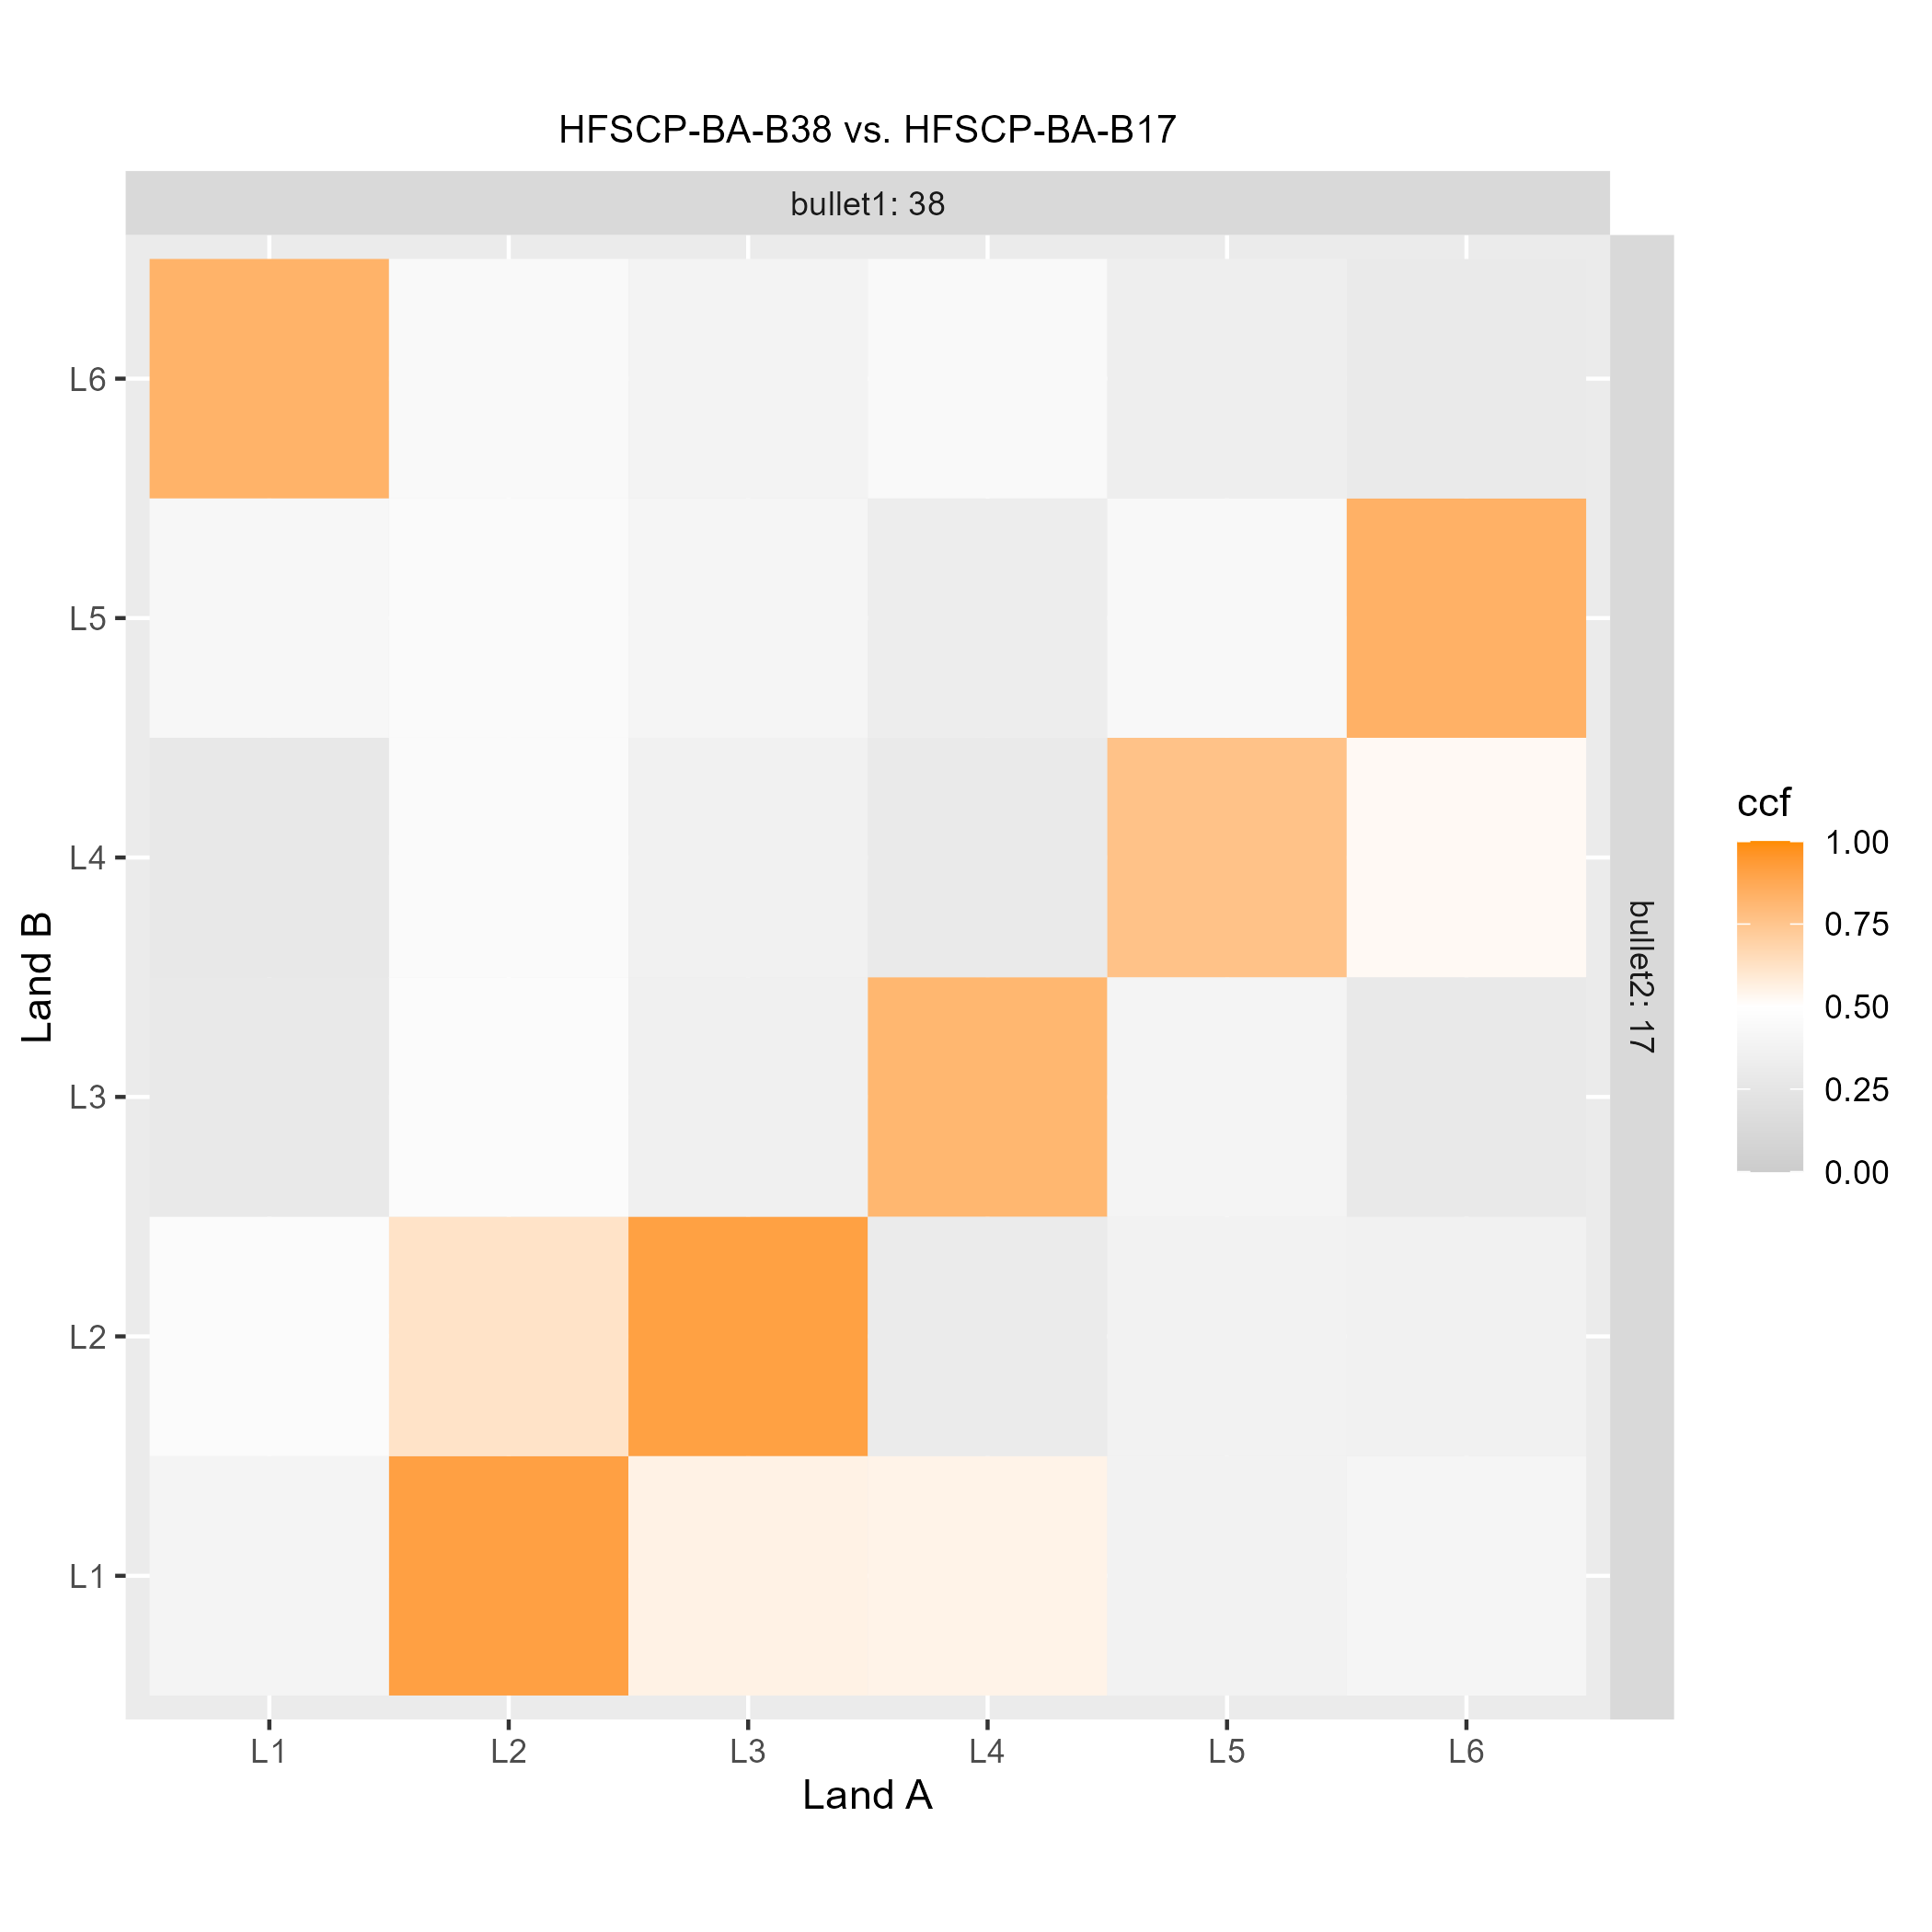 HFSCP-BA-B38 vs. HFSCP-BA-B17
bullet1: 38
L6
L5
L4
L3
L2
L1
Land B
L1 L2 L3 L4 L5 L6
Land A
bullet2: 17
ccf
1.00
0.75
0.50
0.25
0.00